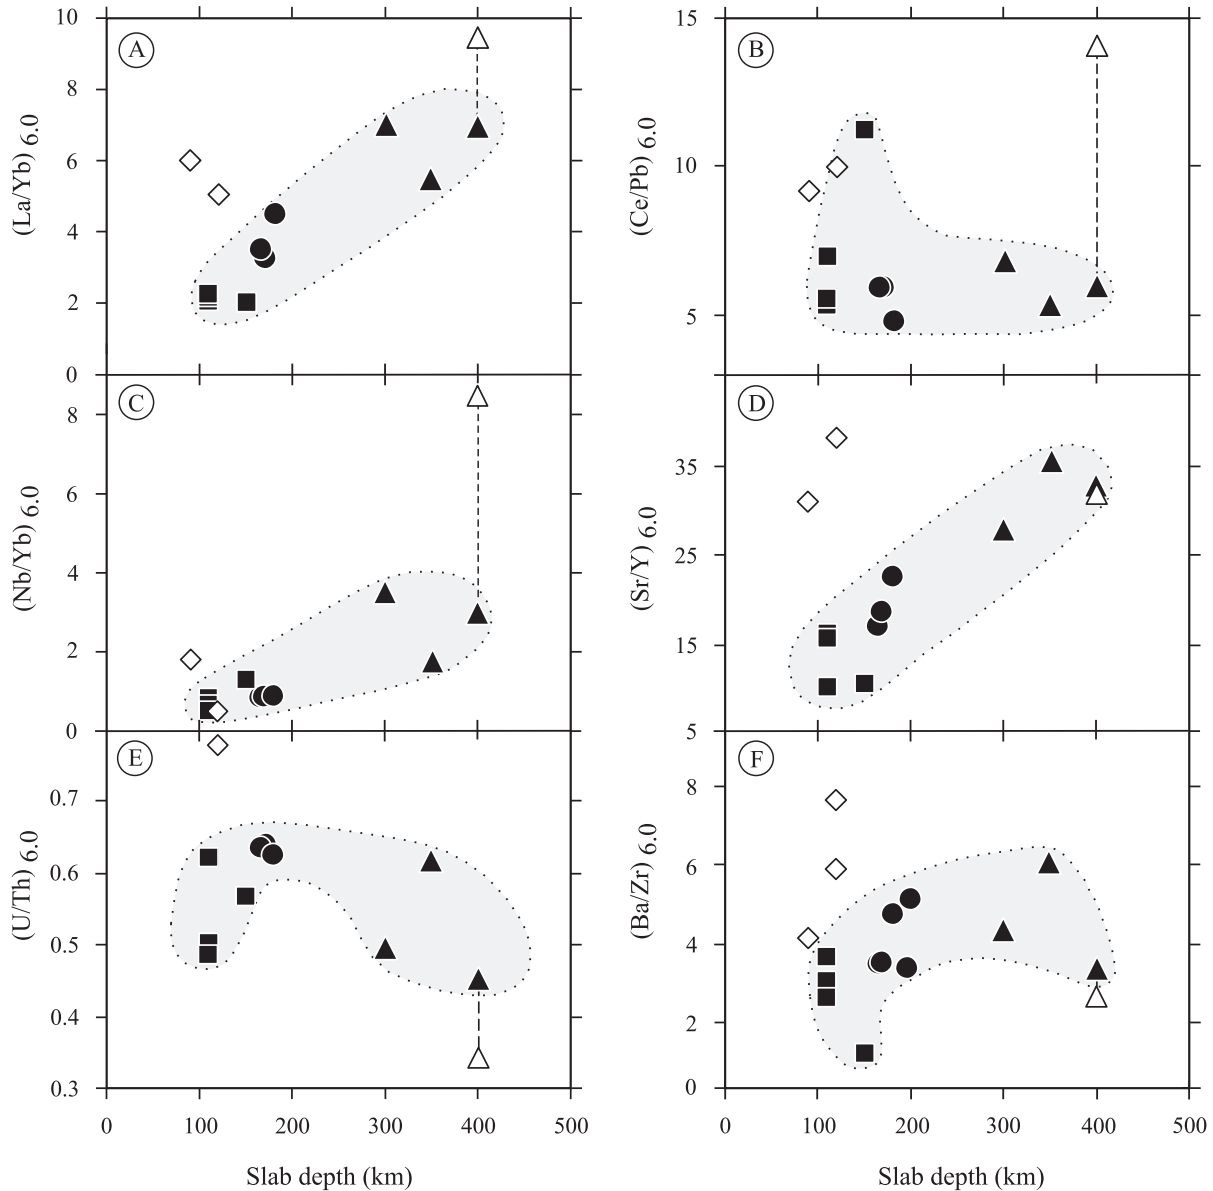 A
10
8
6
4
2
0
(La/Yb) 6.0
B
15
10
5
(Ce/Pb) 6.0
C
8
6
4
2
0
(Nb/Yb) 6.0
D
35
25
15
5
(Sr/Y) 6.0
E
0.7
0.6
0.5
0.4
0.3
(U/Th) 6.0
0 100 200 300 400 500
Slab depth (km)
F
8
6
4
2
0
(Ba/Zr) 6.0
0 100 200 300 400 500
Slab depth (km)